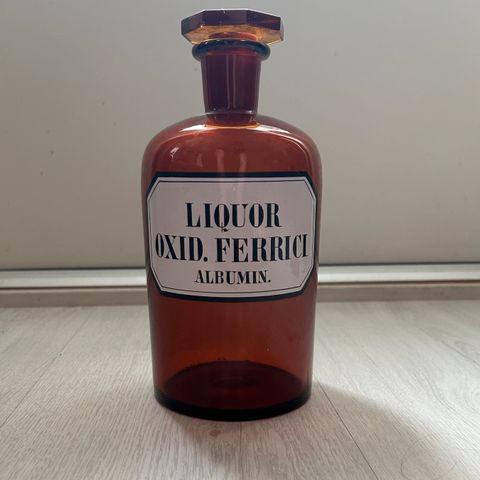 LIQUOR
OXID. FERRICI
ALBUMIN.